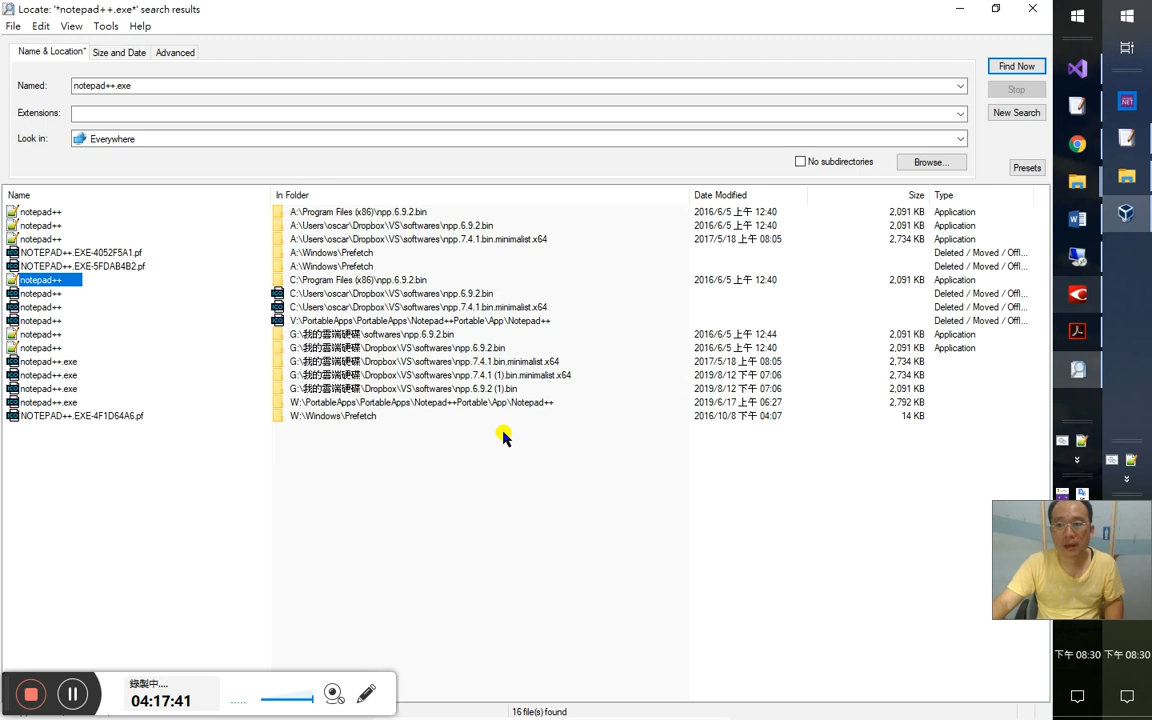 Locate: '*notepad++.exe*' search results
File Edit View Tools Help
Name & Location* Size and Date Advanced
Named: notepad++.exe
Find Now
Stop
Extensions:
New Search
Look in: Everywhere
No subdirectories Browse...
Presets
Name In Folder Date Modified Size Type
notepad++ A:\Program Files (x86)\npp.6.9.2.bin 2016/6/5 上午 12:40 2,091 KB Application
notepad++ A:\Users\oscar\Dropbox\VS\softwares\npp.6.9.2.bin 2016/6/5 上午 12:40 2,091 KB Application
notepad++ A:\Users\oscar\Dropbox\VS\softwares\npp.7.4.1.bin.minimalist.x64 2017/5/18 上午 08:05 2,734 KB Application
NOTEPAD++.EXE-4052F5A1.pf A:\Windows\Prefetch Deleted / Moved / Offl...
NOTEPAD++.EXE-5FDAB4B2.pf A:\Windows\Prefetch Deleted / Moved / Offl...
notepad++ C:\Program Files (x86)\npp.6.9.2.bin 2016/6/5 上午 12:40 2,091 KB Application
notepad++ C:\Users\oscar\Dropbox\VS\softwares\npp.6.9.2.bin Deleted / Moved / Offl...
notepad++ C:\Users\oscar\Dropbox\VS\softwares\npp.7.4.1.bin.minimalist.x64 Deleted / Moved / Offl...
notepad++ V:\PortableApps\PortableApps\Notepad++Portable\App\Notepad++ Deleted / Moved / Offl...
notepad++ G:\我的雲端硬碟\softwares\npp.6.9.2.bin 2016/6/5 上午 12:44 2,091 KB Application
notepad++ G:\我的雲端硬碟\Dropbox\VS\softwares\npp.6.9.2.bin 2016/6/5 上午 12:40 2,091 KB Application
notepad++.exe G:\我的雲端硬碟\Dropbox\VS\softwares\npp.7.4.1.bin.minimalist.x64 2017/5/18 上午 08:05 2,734 KB
notepad++.exe G:\我的雲端硬碟\Dropbox\VS\softwares\npp.7.4.1 (1).bin.minimalist.x64 2019/8/12 下午 07:06 2,734 KB
notepad++.exe G:\我的雲端硬碟\Dropbox\VS\softwares\npp.6.9.2 (1).bin 2019/8/12 下午 07:06 2,091 KB
notepad++.exe W:\PortableApps\PortableApps\Notepad++Portable\App\Notepad++ 2019/6/17 上午 06:27 2,792 KB
NOTEPAD++.EXE-4F1D64A6.pf W:\Windows\Prefetch 2016/10/8 下午 04:07 14 KB
下午 08:30 下午 08:30
錄製中....
04:17:41
16 file(s) found